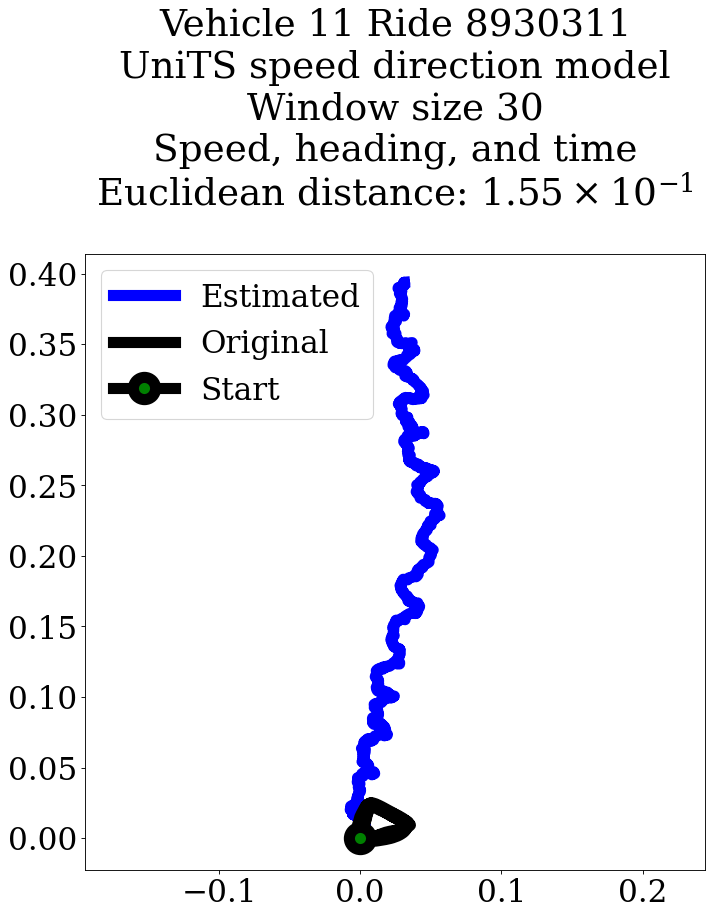 Vehicle 11 Ride 8930311
UniTS speed direction model
Window size 30
Speed, heading, and time
Euclidean distance: $1.55 \times 10^{-1}$
Estimated
Original
Start
0.40
0.35
0.30
0.25
0.20
0.15
0.10
0.05
0.00
−0.1 0.0 0.1 0.2